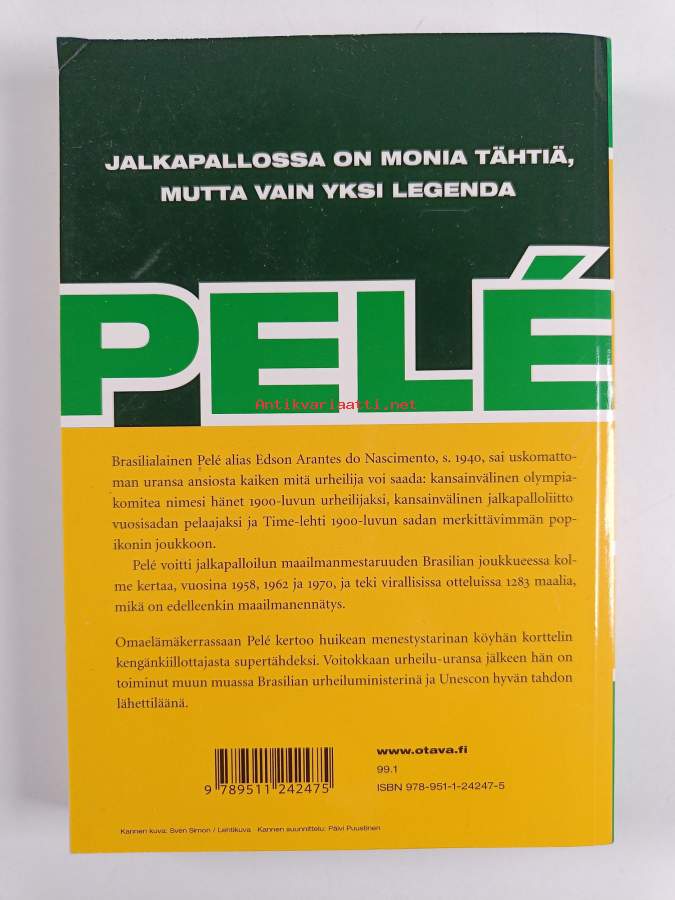 JALKAPALLOSSA ON MONIA TÄHTIÄ,
MUTTA VAIN YKSI LEGENDA
PELÉ
Antikvariaatti.net
Brasilialainen Pelé alias Edson Arantes do Nascimento, s. 1940, sai uskomatto-
man uransa ansiosta kaiken mitä urheilija voi saada: kansainvälinen olympia-
komitea nimesi hänet 1900-luvun urheilijaksi, kansainvälinen jalkapalloliitto
vuosisadan pelaajaksi ja Time-lehti 1900-luvun sadan merkittävimmän pop-
ikonin joukkoon.
Pelé voitti jalkapalloilun maailmanmestaruuden Brasilian joukkueessa kol-
me kertaa, vuosina 1958, 1962 ja 1970, ja teki virallisissa otteluissa 1283 maalia,
mikä on edelleenkin maailmanennätys.
Omaelämäkerrassaan Pelé kertoo huikean menestystarinan köyhän korttelin
kengänkiillottajasta supertähdeksi. Voitokkaan urheilu-uransa jälkeen hän on
toiminut muun muassa Brasilian urheiluministerinä ja Unescon hyvän tahdon
lähettiläänä.
www.otava.fi
99.1
ISBN 978-951-1-24247-5
9 789511 242475
Kannen kuva: Sven Simon / Lehtikuva · Kannen suunnittelu: Päivi Puustinen